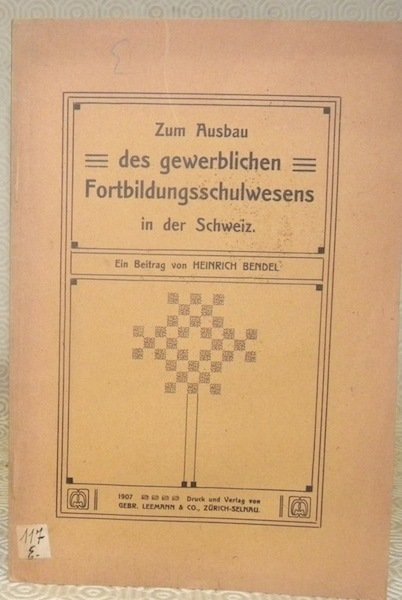 Zum Ausbau
des gewerblichen
Fortbildungsschulwesens
in der Schweiz.
Ein Beitrag von HEINRICH BENDEL
1907 Druck und Verlag von
GEBR. LEEMANN & CO., ZÜRICH-SELNAU.
117
E.